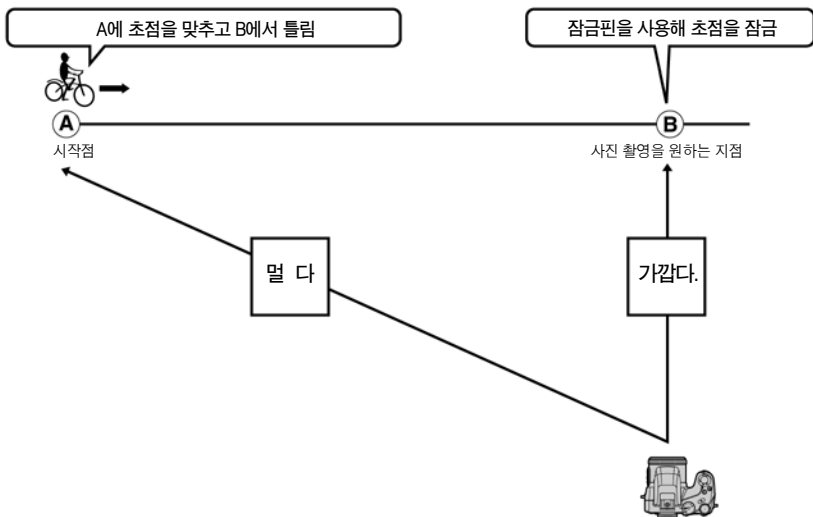 A에 초점을 맞추고 B에서 틀림
잠금핀을 사용해 초점을 잠금
A
B
시작점
사진 촬영을 원하는 지점
멀 다
가깝다.